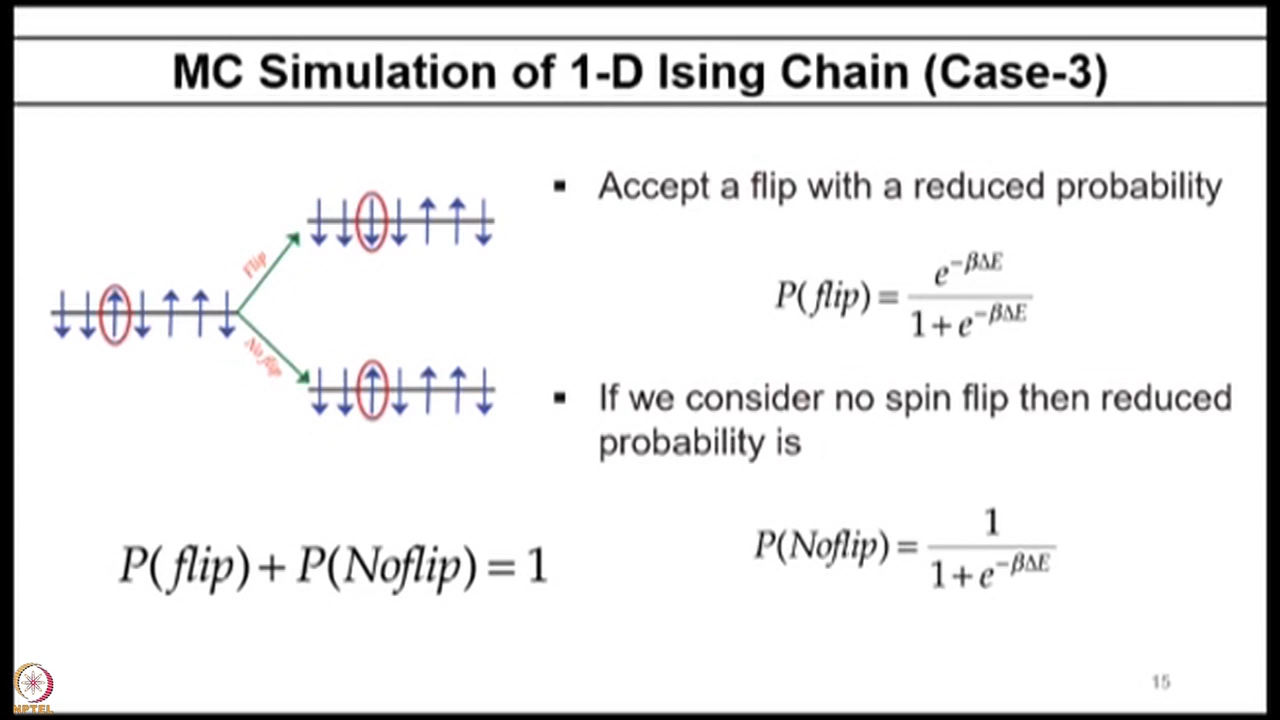 MC Simulation of 1-D Ising Chain (Case-3)
Flip
No flip
▪ Accept a flip with a reduced probability
P(flip) = e^{-βΔE} / (1 + e^{-βΔE})
▪ If we consider no spin flip then reduced
probability is
P(Noflip) = 1 / (1 + e^{-βΔE})
P(flip) + P(Noflip) = 1
15
NPTEL